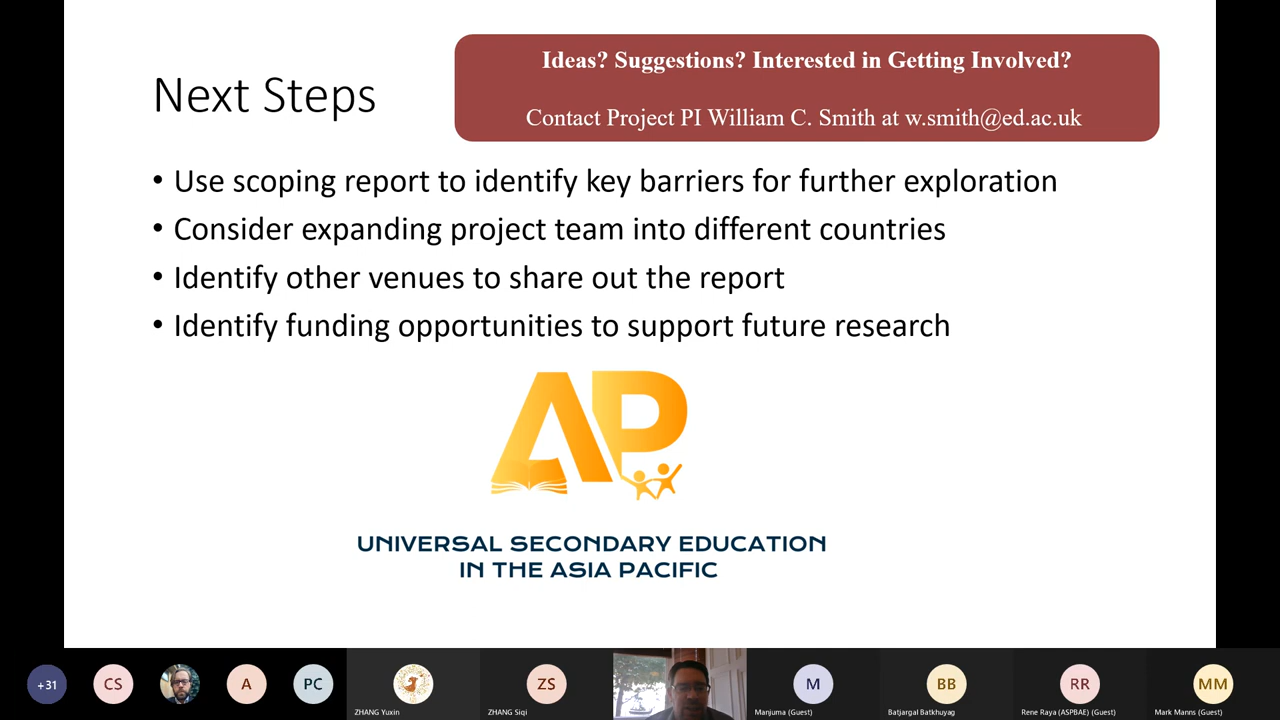 Ideas? Suggestions? Interested in Getting Involved?
Next Steps
Contact Project PI William C. Smith at w.smith@ed.ac.uk
• Use scoping report to identify key barriers for further exploration
• Consider expanding project team into different countries
• Identify other venues to share out the report
• Identify funding opportunities to support future research
AP
UNIVERSAL SECONDARY EDUCATION
IN THE ASIA PACIFIC
+31
CS
A
PC
ZS
M
BB
RR
MM
ZHANG Yuxin
ZHANG Siqi
Manjuma (Guest)
Batjargal Batkhuyag
Rene Raya (ASPBAE) (Guest)
Mark Manns (Guest)